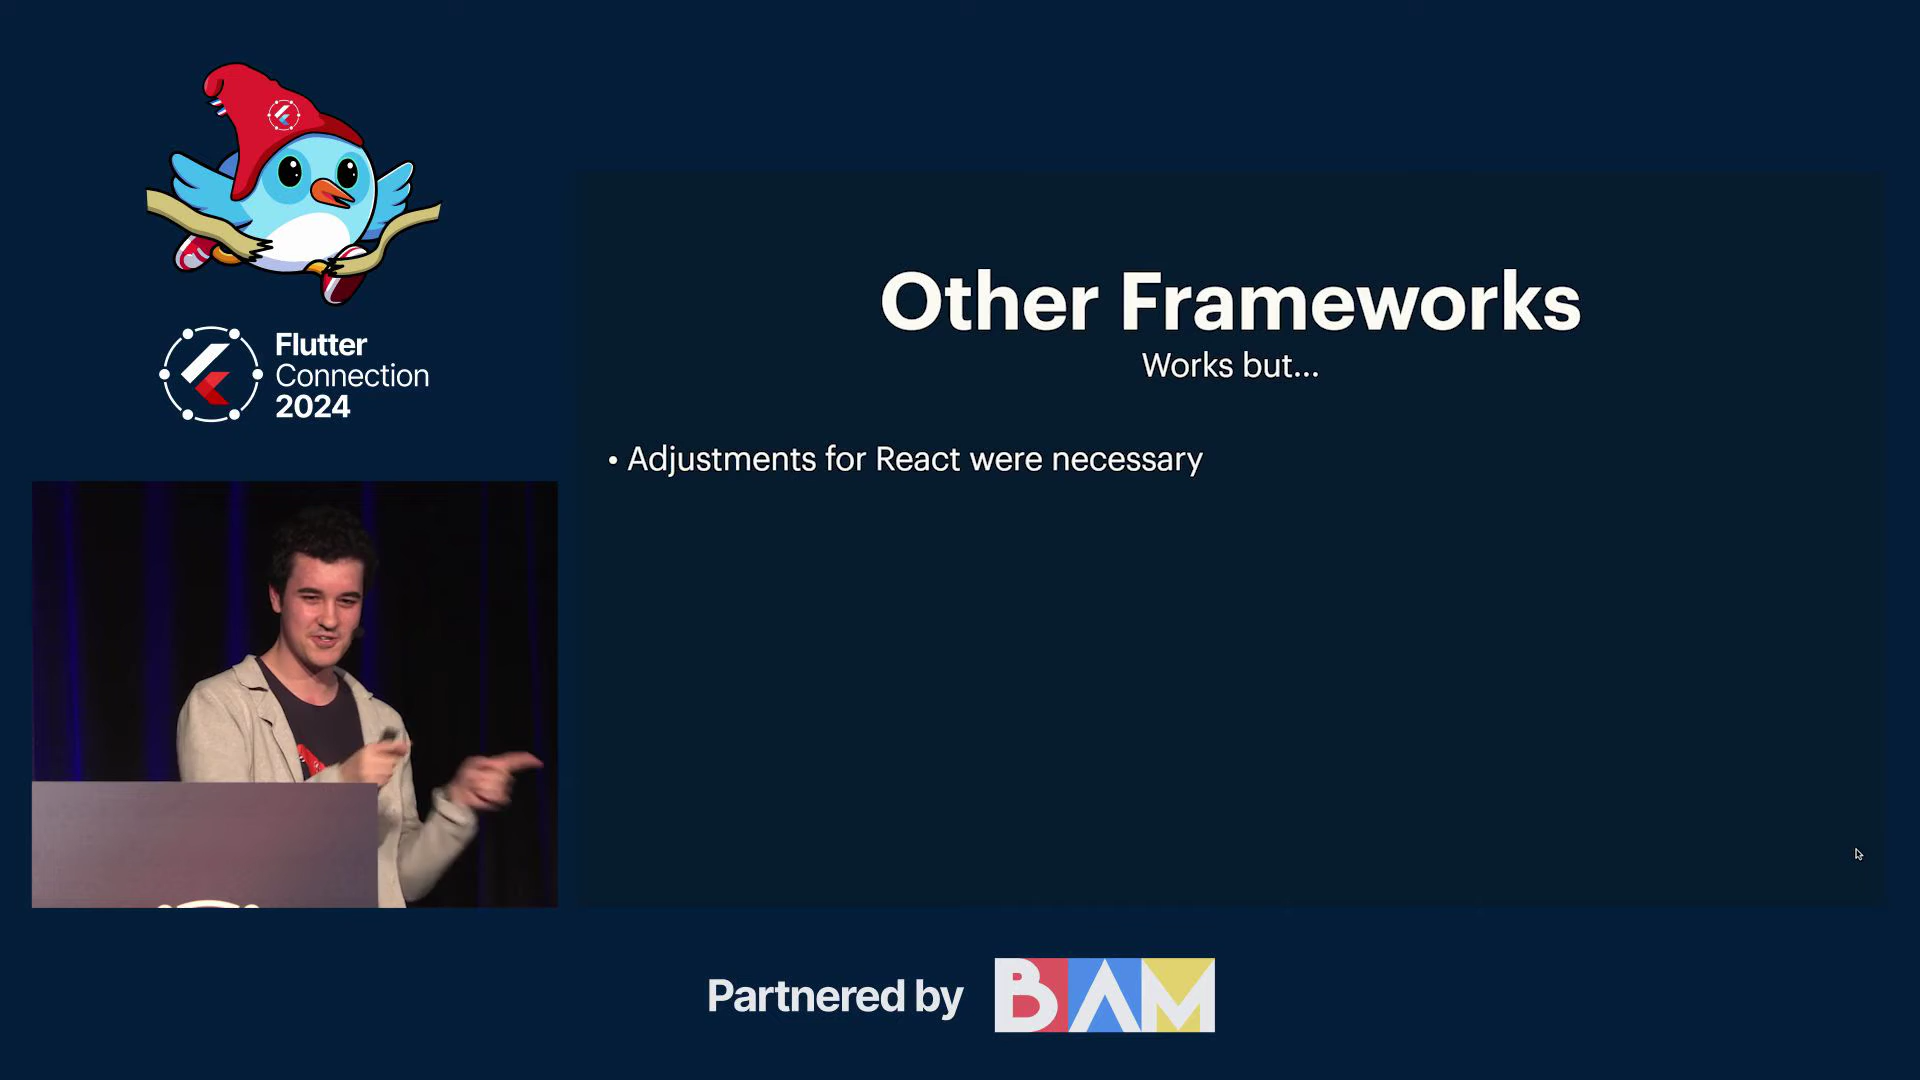 Flutter
Connection
2024
Other Frameworks
Works but...
• Adjustments for React were necessary
Partnered by
BAM